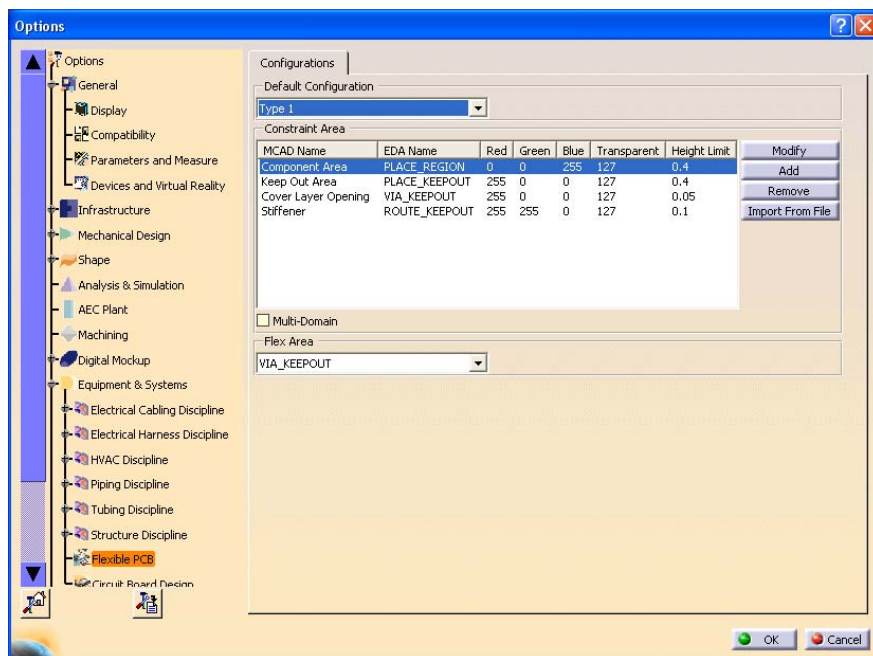 Options
Options
General
Display
Compatibility
Parameters and Measure
Devices and Virtual Reality
Infrastructure
Mechanical Design
Shape
Analysis & Simulation
AEC Plant
Machining
Digital Mockup
Equipment & Systems
Electrical Cabling Discipline
Electrical Harness Discipline
HVAC Discipline
Piping Discipline
Tubing Discipline
Structure Discipline
Flexible PCB
Circuit Board Design
Configurations
Default Configuration
Type 1
Constraint Area
MCAD Name EDA Name Red Green Blue Transparent Height Limit
Component Area PLACE_REGION 0 0 255 127 0.4
Keep Out Area PLACE_KEEPOUT 255 0 0 127 0.4
Cover Layer Opening VIA_KEEPOUT 255 0 0 127 0.05
Stiffener ROUTE_KEEPOUT 255 255 0 127 0.1
Modify
Add
Remove
Import From File
Multi-Domain
Flex Area
VIA_KEEPOUT
OK Cancel